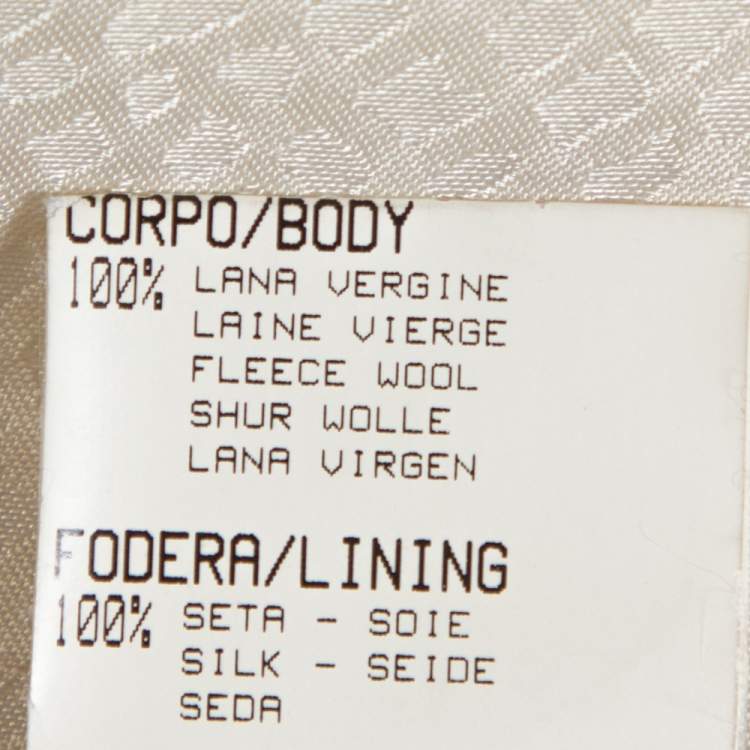 CORPO/BODY
100% LANA VERGINE
LAINE VIERGE
FLEECE WOOL
SHUR WOLLE
LANA VIRGEN
FODERA/LINING
100% SETA - SOIE
SILK - SEIDE
SEDA